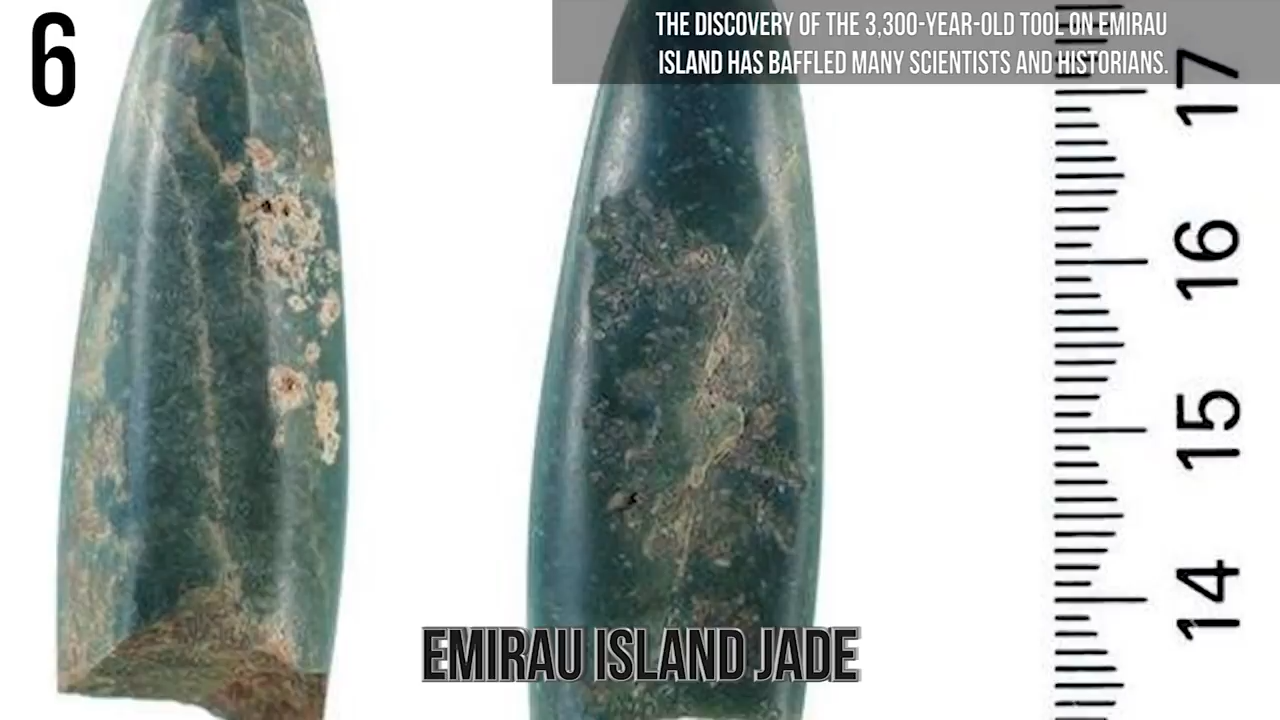 6
THE DISCOVERY OF THE 3,300-YEAR-OLD TOOL ON EMIRAU
ISLAND HAS BAFFLED MANY SCIENTISTS AND HISTORIANS.
17
16
15
14
EMIRAU ISLAND JADE